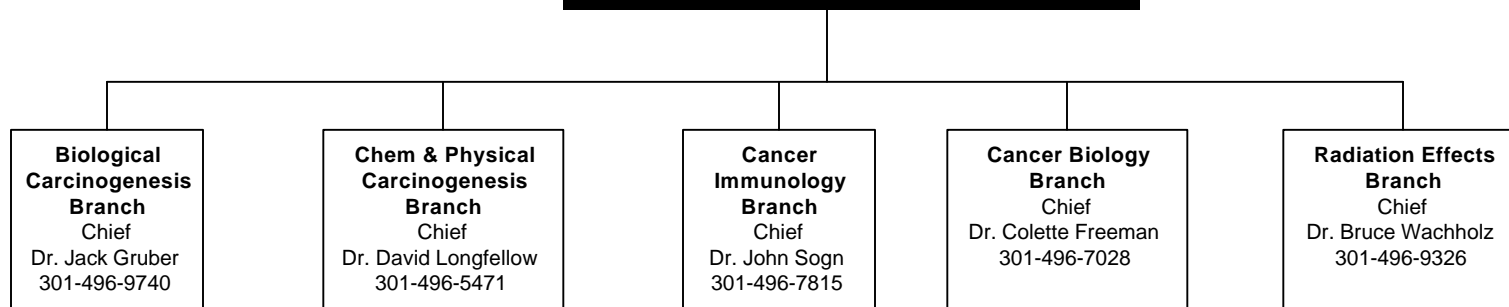 Biological
Carcinogenesis
Branch
Chief
Dr. Jack Gruber
301-496-9740
Chem & Physical
Carcinogenesis
Branch
Chief
Dr. David Longfellow
301-496-5471
Cancer
Immunology
Branch
Chief
Dr. John Sogn
301-496-7815
Cancer Biology
Branch
Chief
Dr. Colette Freeman
301-496-7028
Radiation Effects
Branch
Chief
Dr. Bruce Wachholz
301-496-9326